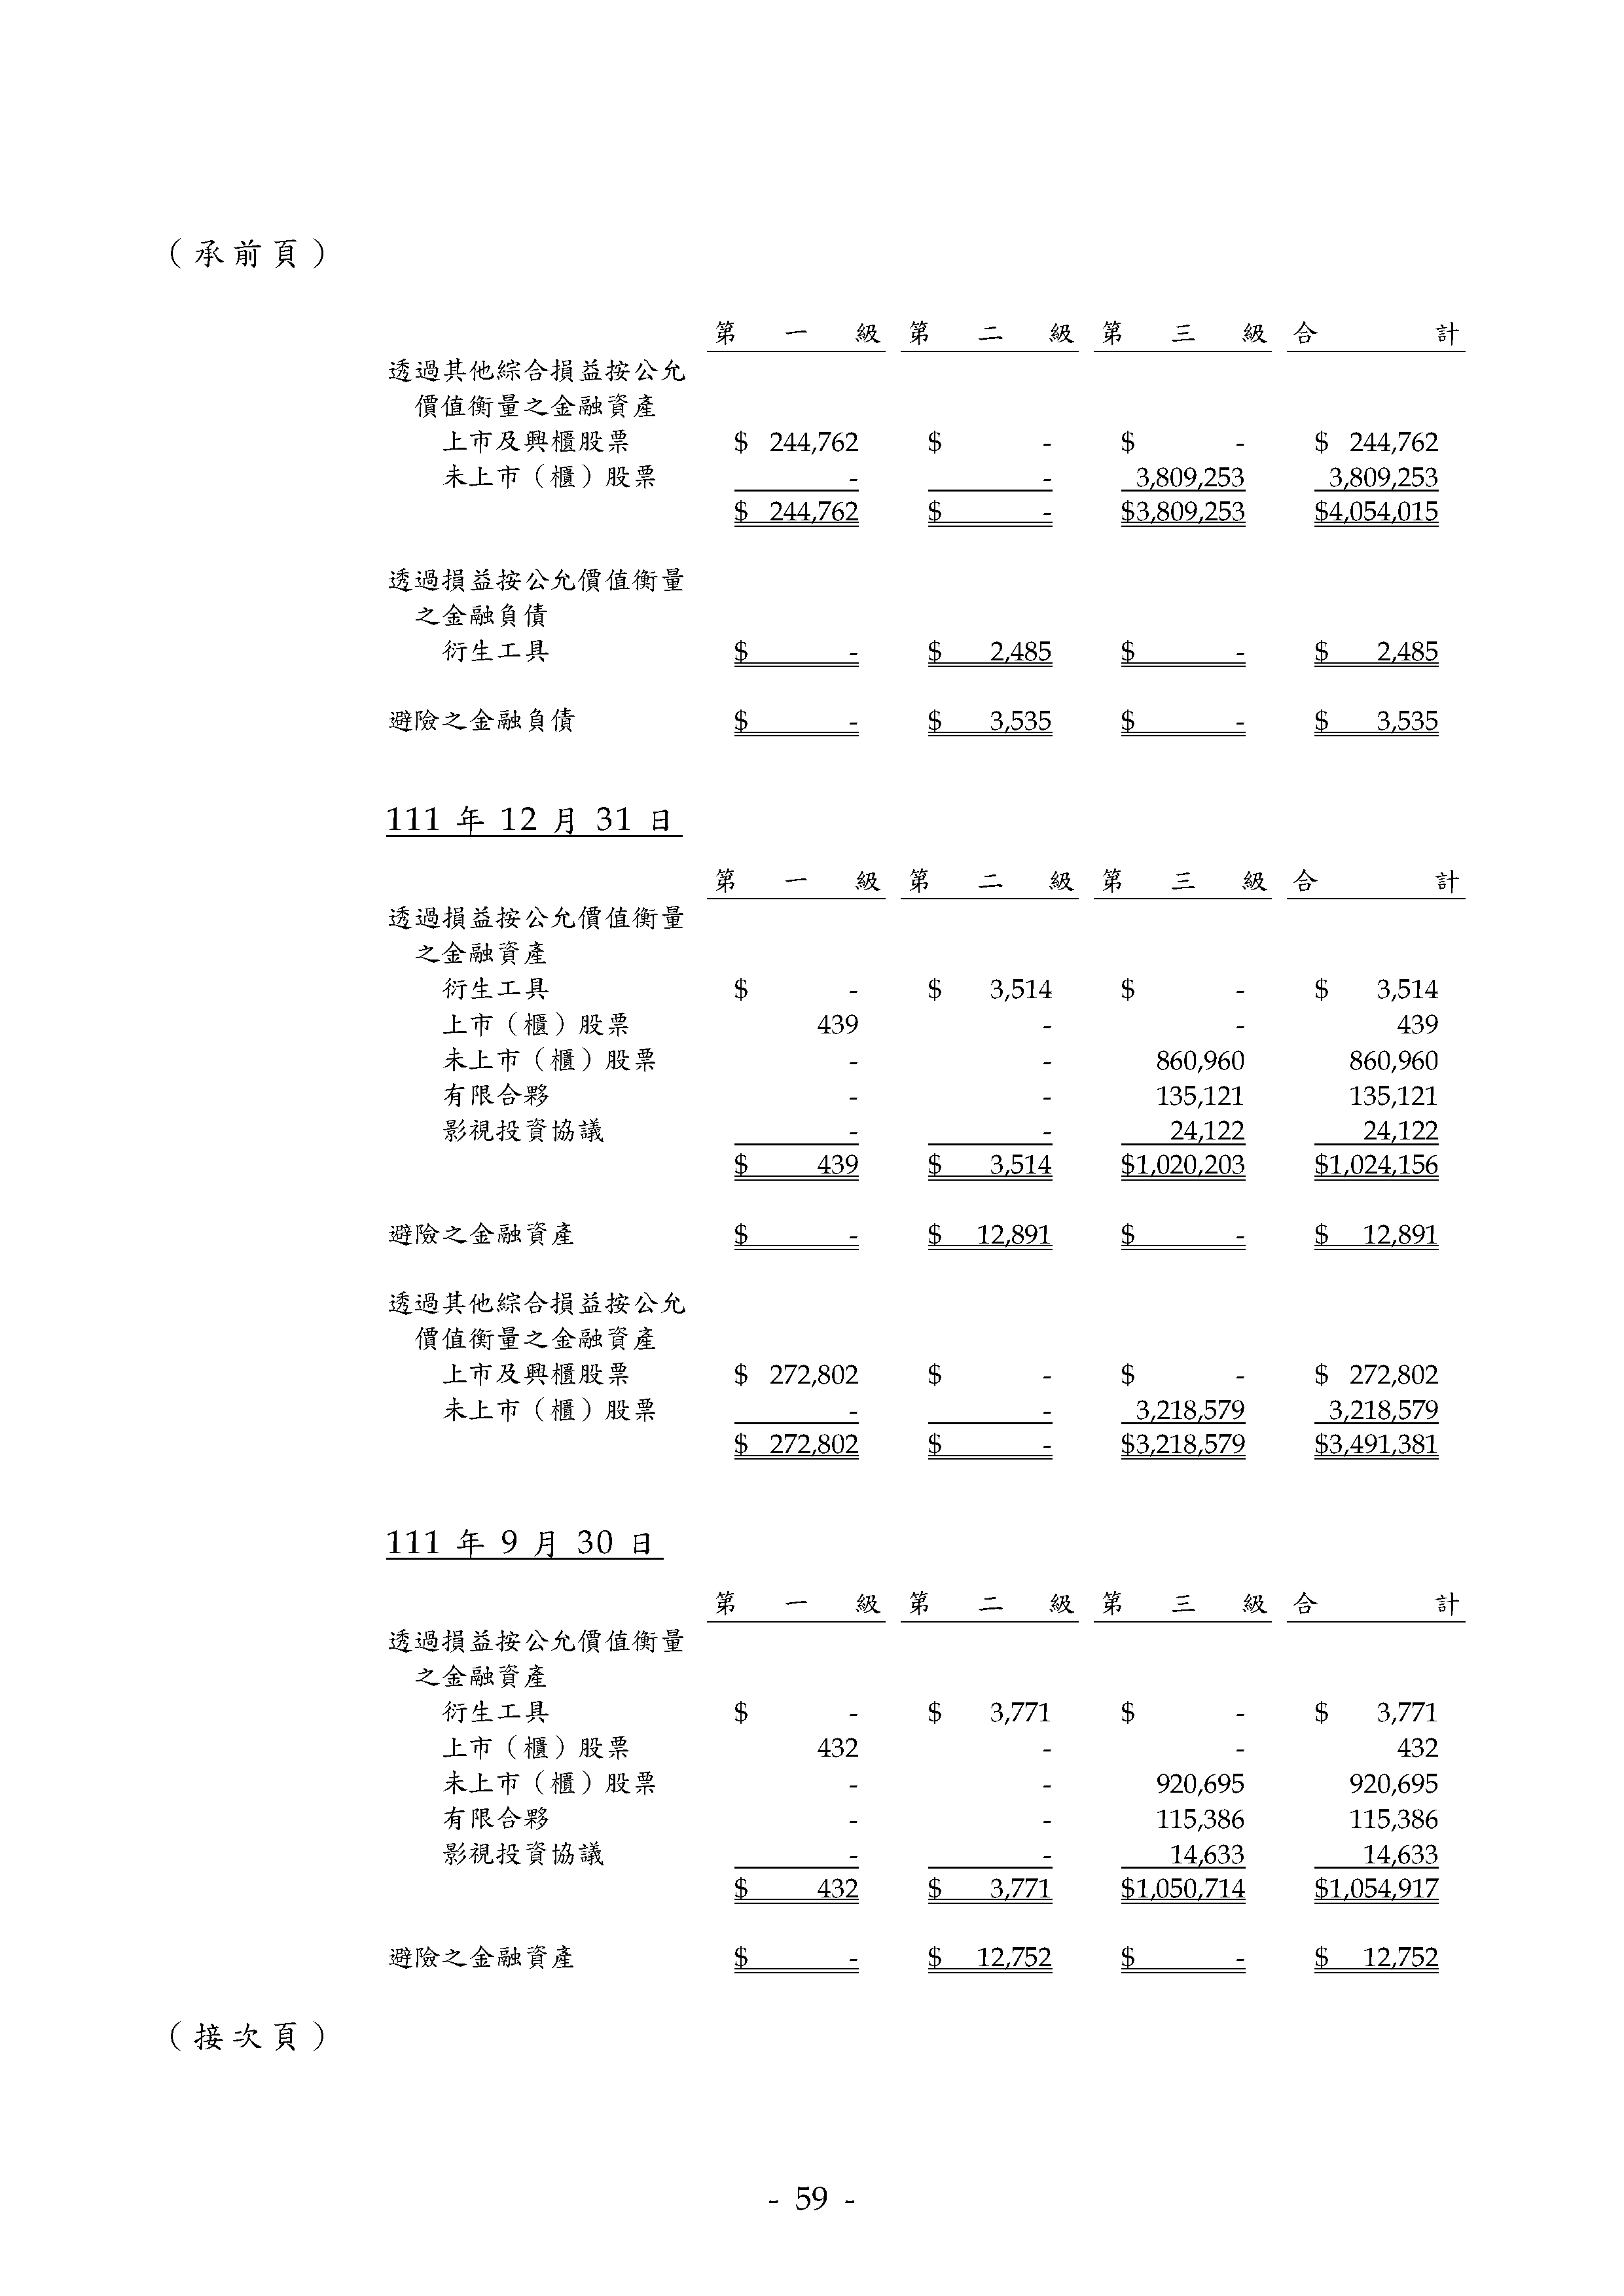 （承前頁）
第一級 第二級 第三級 合計
透過其他綜合損益按公允
價值衡量之金融資產
上市及興櫃股票 $ 244,762 $ - $ - $ 244,762
未上市（櫃）股票 - - 3,809,253 3,809,253
$ 244,762 $ - $3,809,253 $4,054,015
透過損益按公允價值衡量
之金融負債
衍生工具 $ - $ 2,485 $ - $ 2,485
避險之金融負債 $ - $ 3,535 $ - $ 3,535
111 年 12 月 31 日
第一級 第二級 第三級 合計
透過損益按公允價值衡量
之金融資產
衍生工具 $ - $ 3,514 $ - $ 3,514
上市（櫃）股票 439 - - 439
未上市（櫃）股票 - - 860,960 860,960
有限合夥 - - 135,121 135,121
影視投資協議 - - 24,122 24,122
$ 439 $ 3,514 $1,020,203 $1,024,156
避險之金融資產 $ - $ 12,891 $ - $ 12,891
透過其他綜合損益按公允
價值衡量之金融資產
上市及興櫃股票 $ 272,802 $ - $ - $ 272,802
未上市（櫃）股票 - - 3,218,579 3,218,579
$ 272,802 $ - $3,218,579 $3,491,381
111 年 9 月 30 日
第一級 第二級 第三級 合計
透過損益按公允價值衡量
之金融資產
衍生工具 $ - $ 3,771 $ - $ 3,771
上市（櫃）股票 432 - - 432
未上市（櫃）股票 - - 920,695 920,695
有限合夥 - - 115,386 115,386
影視投資協議 - - 14,633 14,633
$ 432 $ 3,771 $1,050,714 $1,054,917
避險之金融資產 $ - $ 12,752 $ - $ 12,752
（接次頁）
- 59 -